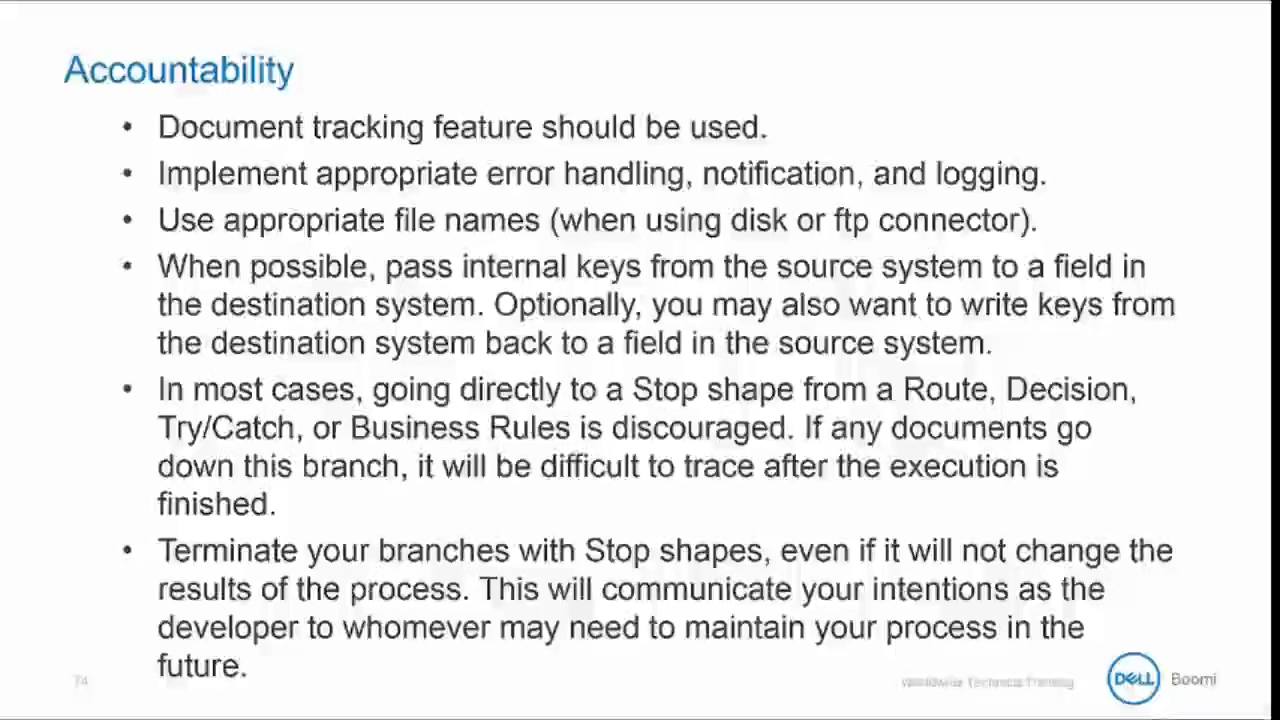 Accountability
• Document tracking feature should be used.
• Implement appropriate error handling, notification, and logging.
• Use appropriate file names (when using disk or ftp connector).
• When possible, pass internal keys from the source system to a field in
the destination system. Optionally, you may also want to write keys from
the destination system back to a field in the source system.
• In most cases, going directly to a Stop shape from a Route, Decision,
Try/Catch, or Business Rules is discouraged. If any documents go
down this branch, it will be difficult to trace after the execution is
finished.
• Terminate your branches with Stop shapes, even if it will not change the
results of the process. This will communicate your intentions as the
developer to whomever may need to maintain your process in the
future.
74
Worldwide Technical Training
DELL
Boomi